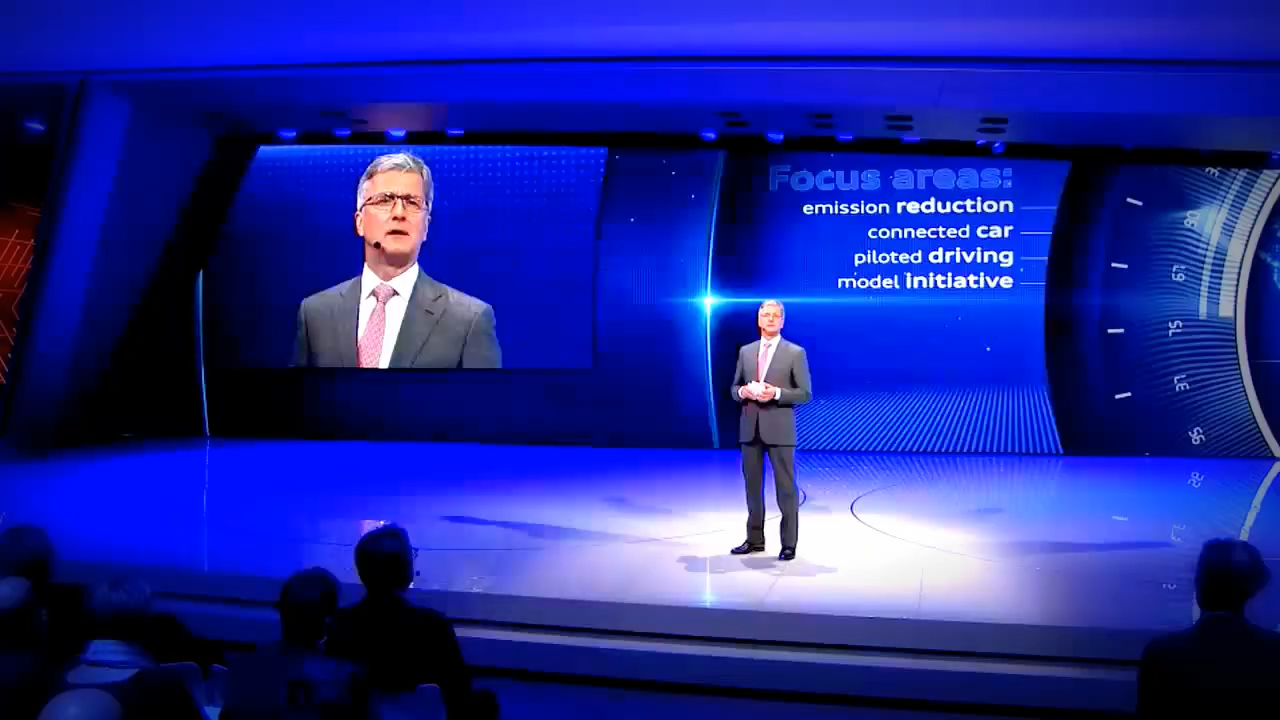 Focus areas:
emission reduction
connected car
piloted driving
model initiative